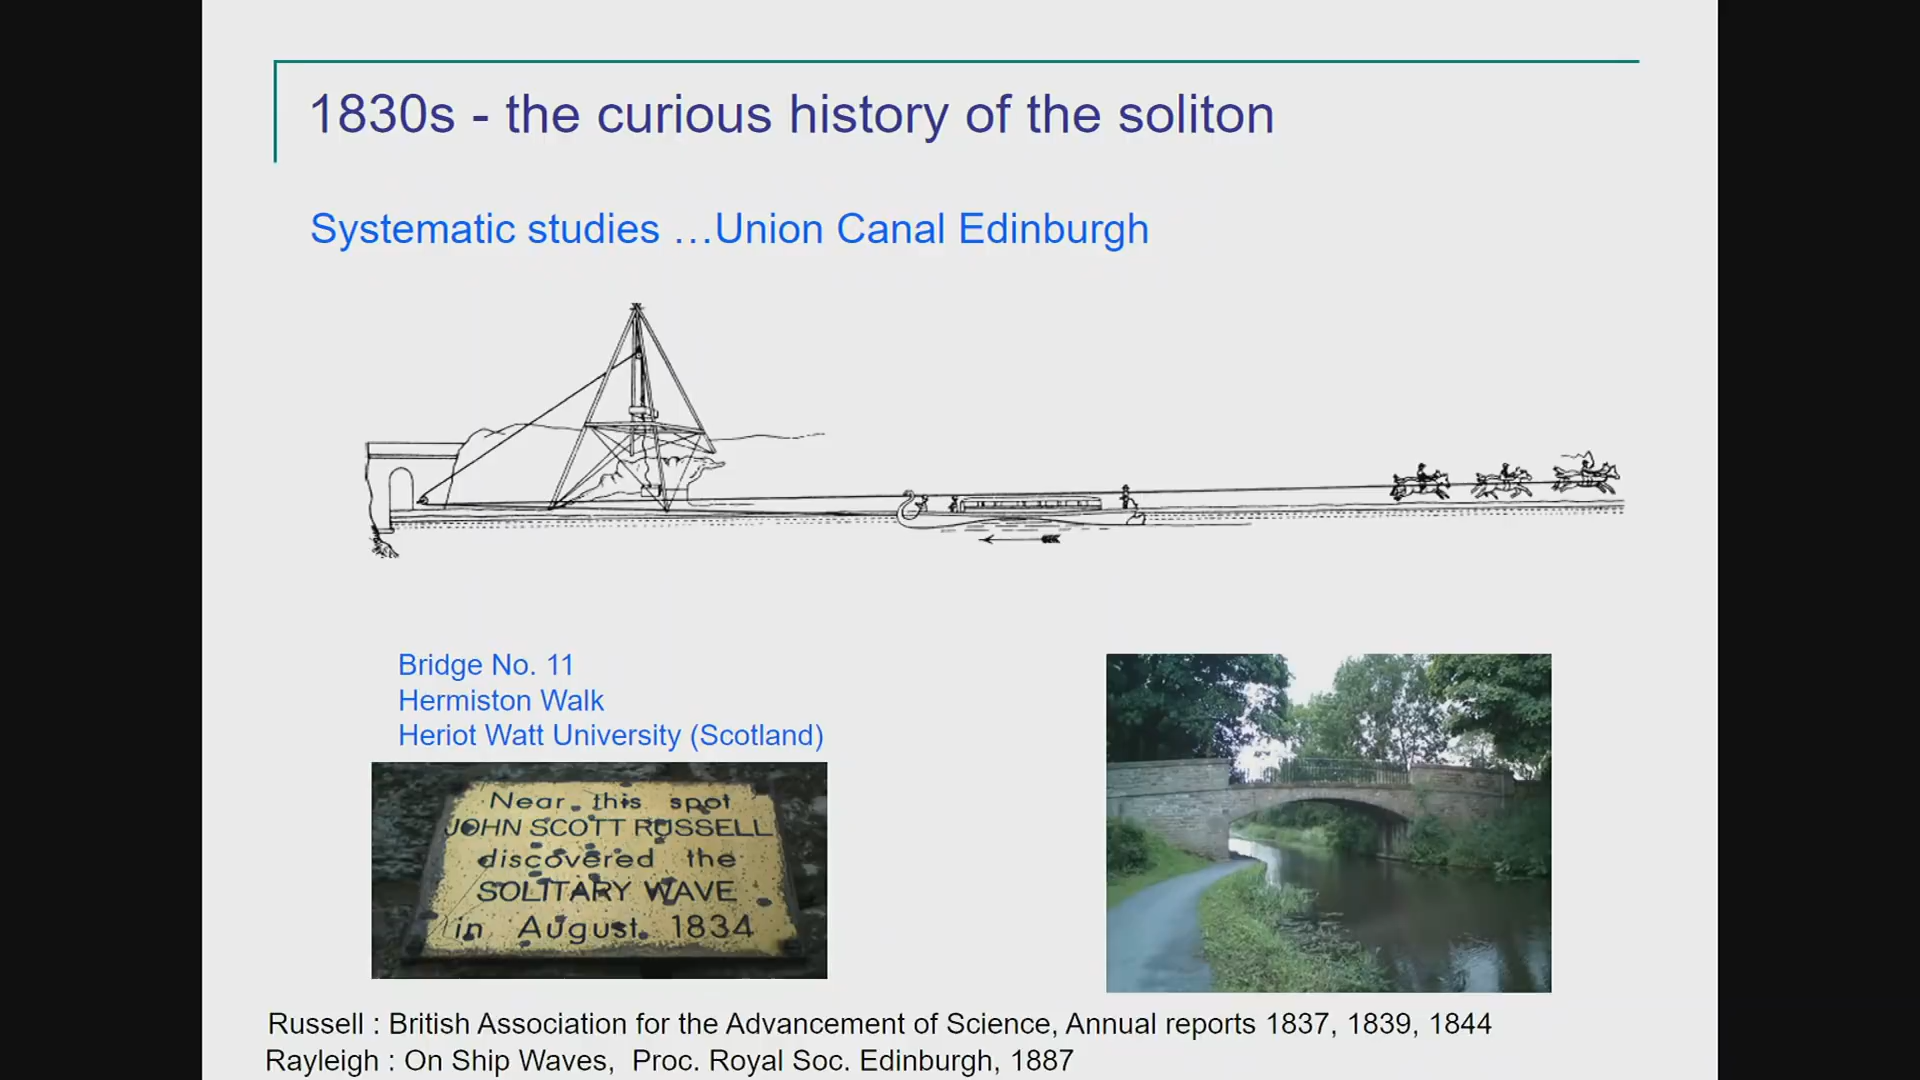 1830s - the curious history of the soliton
Systematic studies …Union Canal Edinburgh
Bridge No. 11
Hermiston Walk
Heriot Watt University (Scotland)
Near this spot
JOHN SCOTT RUSSELL
discovered the
SOLITARY WAVE
in August 1834
Russell : British Association for the Advancement of Science, Annual reports 1837, 1839, 1844
Rayleigh : On Ship Waves, Proc. Royal Soc. Edinburgh, 1887